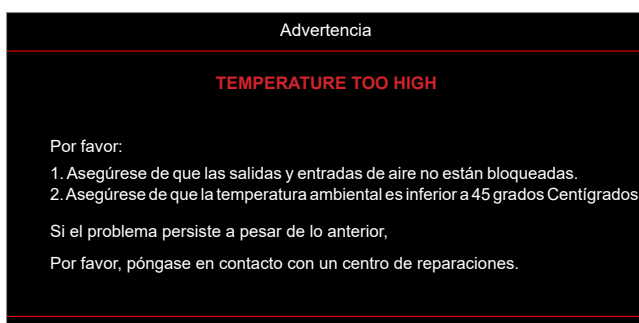 Advertencia
TEMPERATURE TOO HIGH
Por favor:
1. Asegúrese de que las salidas y entradas de aire no están bloqueadas.
2. Asegúrese de que la temperatura ambiental es inferior a 45 grados Centígrados
Si el problema persiste a pesar de lo anterior,
Por favor, póngase en contacto con un centro de reparaciones.